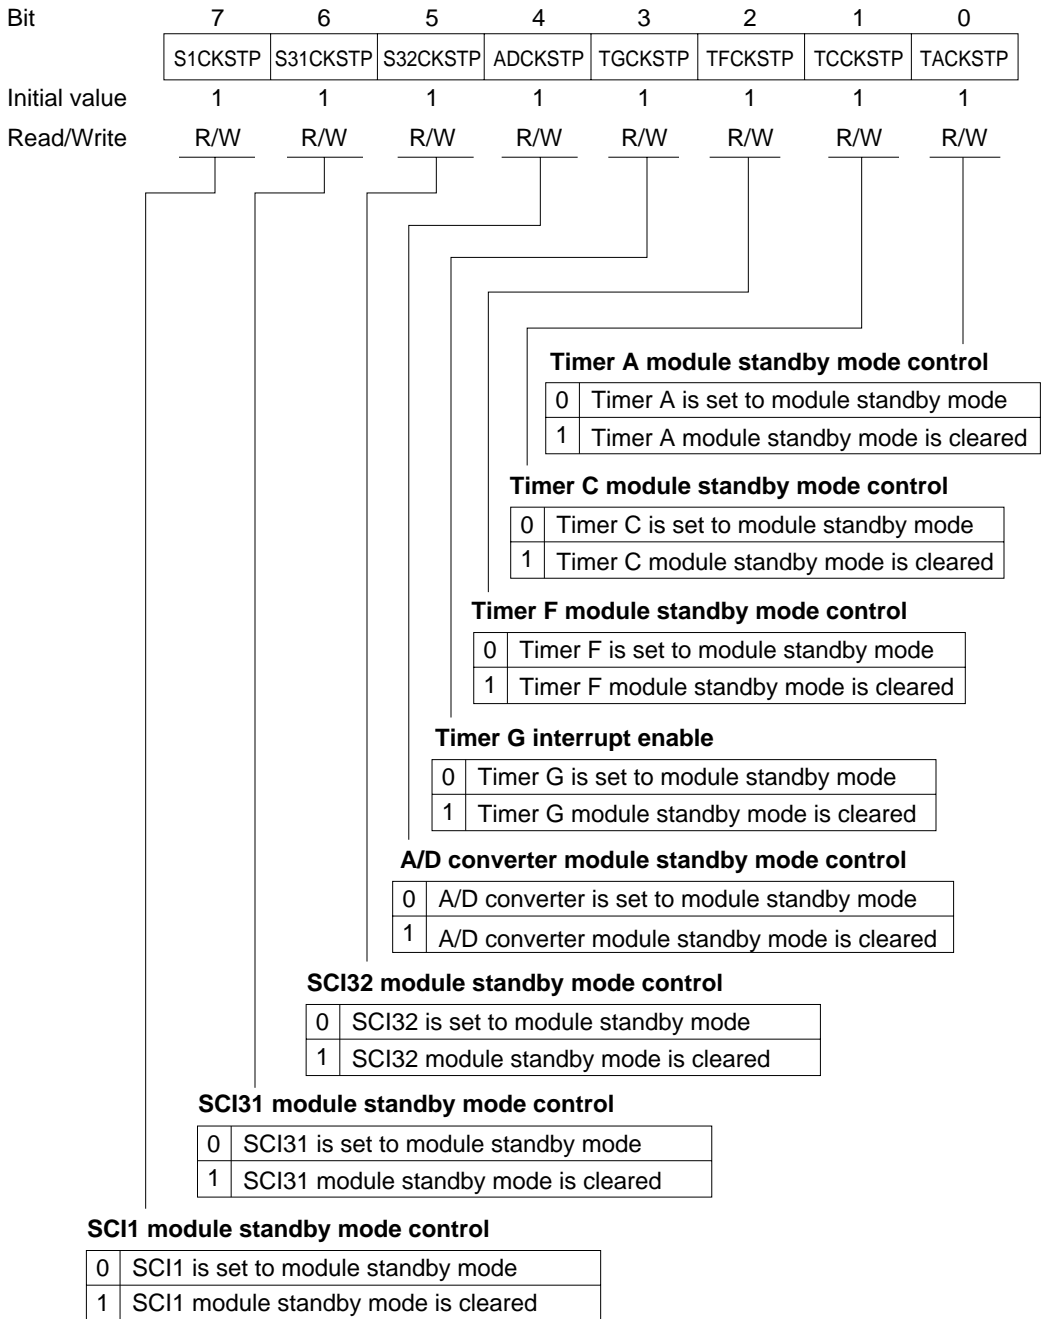 Bit 7 6 5 4 3 2 1 0
S1CKSTP S31CKSTP S32CKSTP ADCKSTP TGCKSTP TFCKSTP TCCKSTP TACKSTP
Initial value 1 1 1 1 1 1 1 1
Read/Write R/W R/W R/W R/W R/W R/W R/W R/W
Timer A module standby mode control
0 Timer A is set to module standby mode
1 Timer A module standby mode is cleared
Timer C module standby mode control
0 Timer C is set to module standby mode
1 Timer C module standby mode is cleared
Timer F module standby mode control
0 Timer F is set to module standby mode
1 Timer F module standby mode is cleared
Timer G interrupt enable
0 Timer G is set to module standby mode
1 Timer G module standby mode is cleared
A/D converter module standby mode control
0 A/D converter is set to module standby mode
1 A/D converter module standby mode is cleared
SCI32 module standby mode control
0 SCI32 is set to module standby mode
1 SCI32 module standby mode is cleared
SCI31 module standby mode control
0 SCI31 is set to module standby mode
1 SCI31 module standby mode is cleared
SCI1 module standby mode control
0 SCI1 is set to module standby mode
1 SCI1 module standby mode is cleared